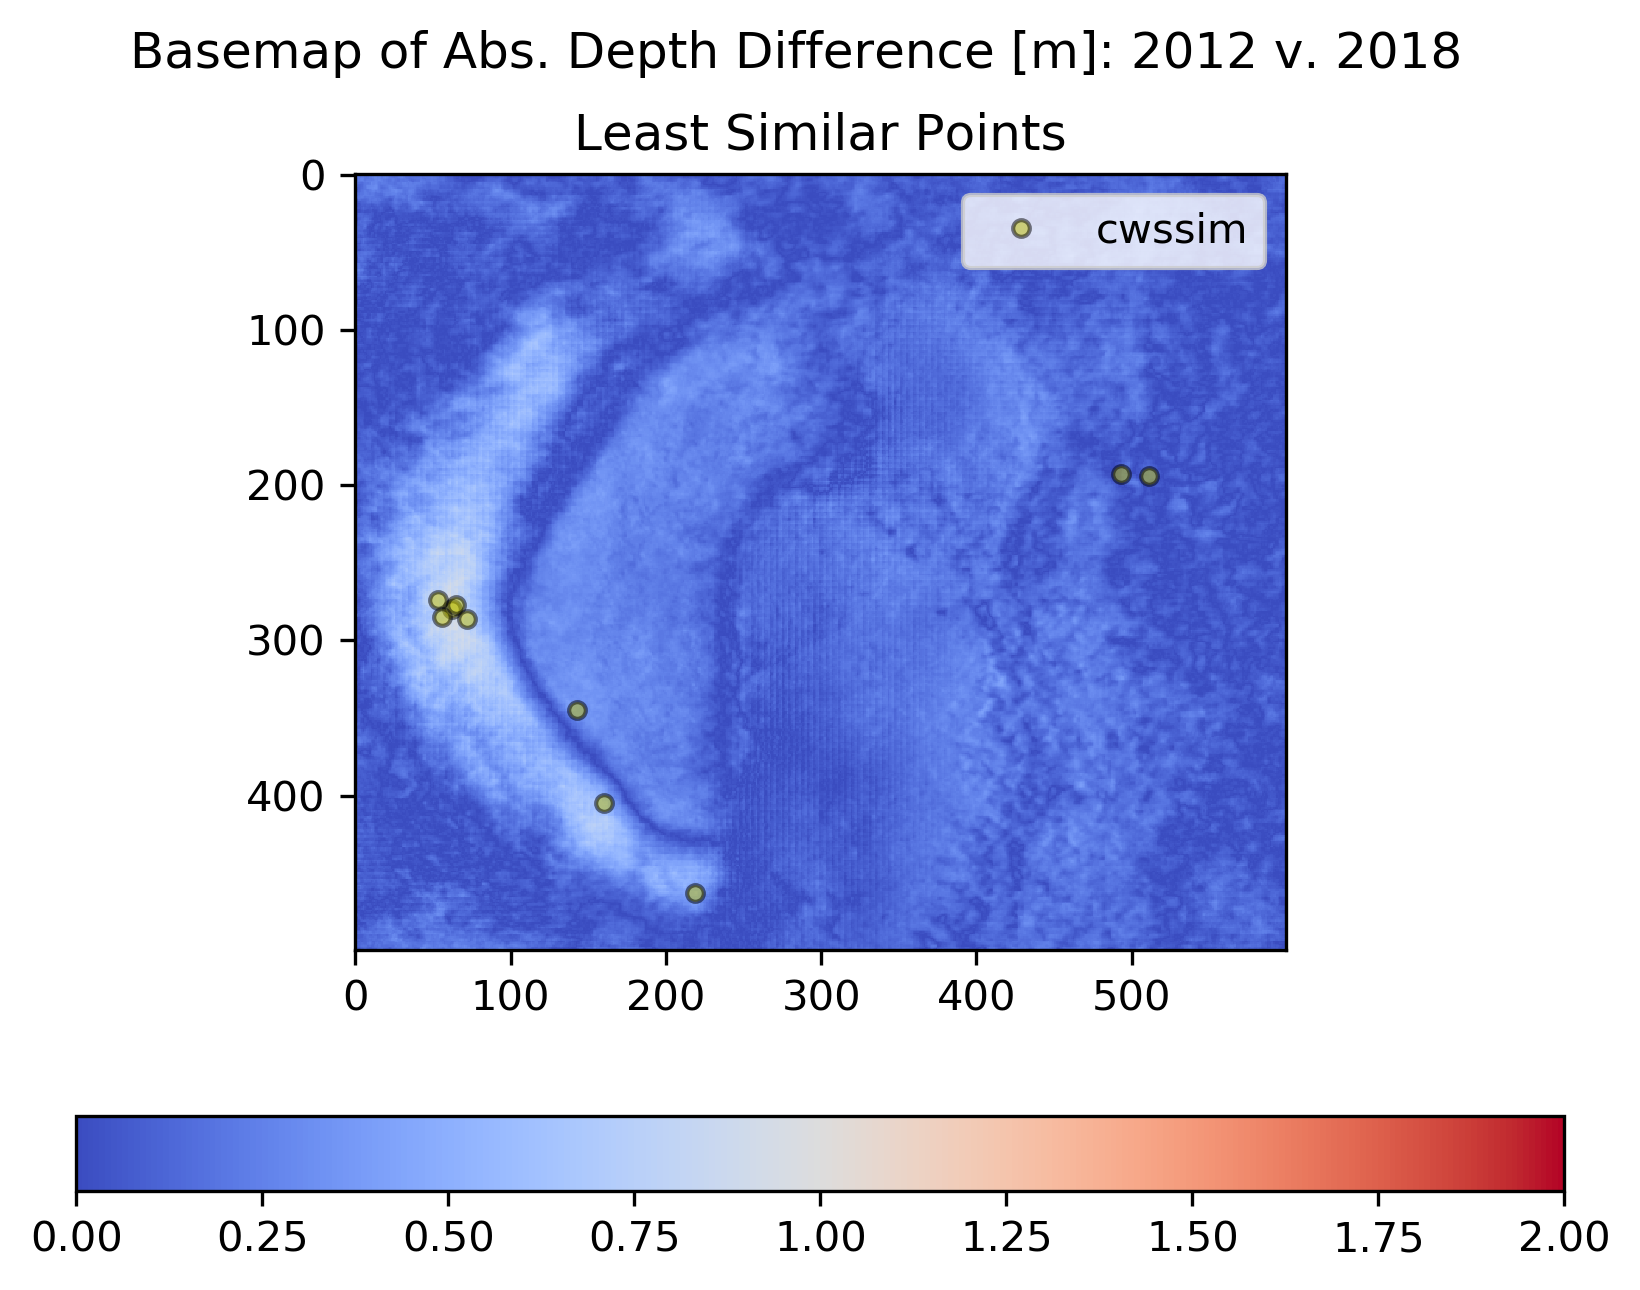 Basemap of Abs. Depth Difference [m]: 2012 v. 2018
Least Similar Points
cwssim
0
100
200
300
400
0 100 200 300 400 500
0.00 0.25 0.50 0.75 1.00 1.25 1.50 1.75 2.00